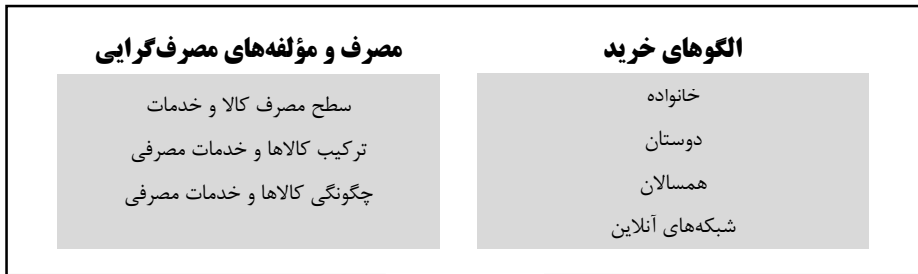 الگوهای خرید
خانواده
دوستان
همسالان
شبکه‌های آنلاین
مصرف و مؤلفه‌های مصرف‌گرایی
سطح مصرف کالا و خدمات
ترکیب کالاها و خدمات مصرفی
چگونگی کالاها و خدمات مصرفی